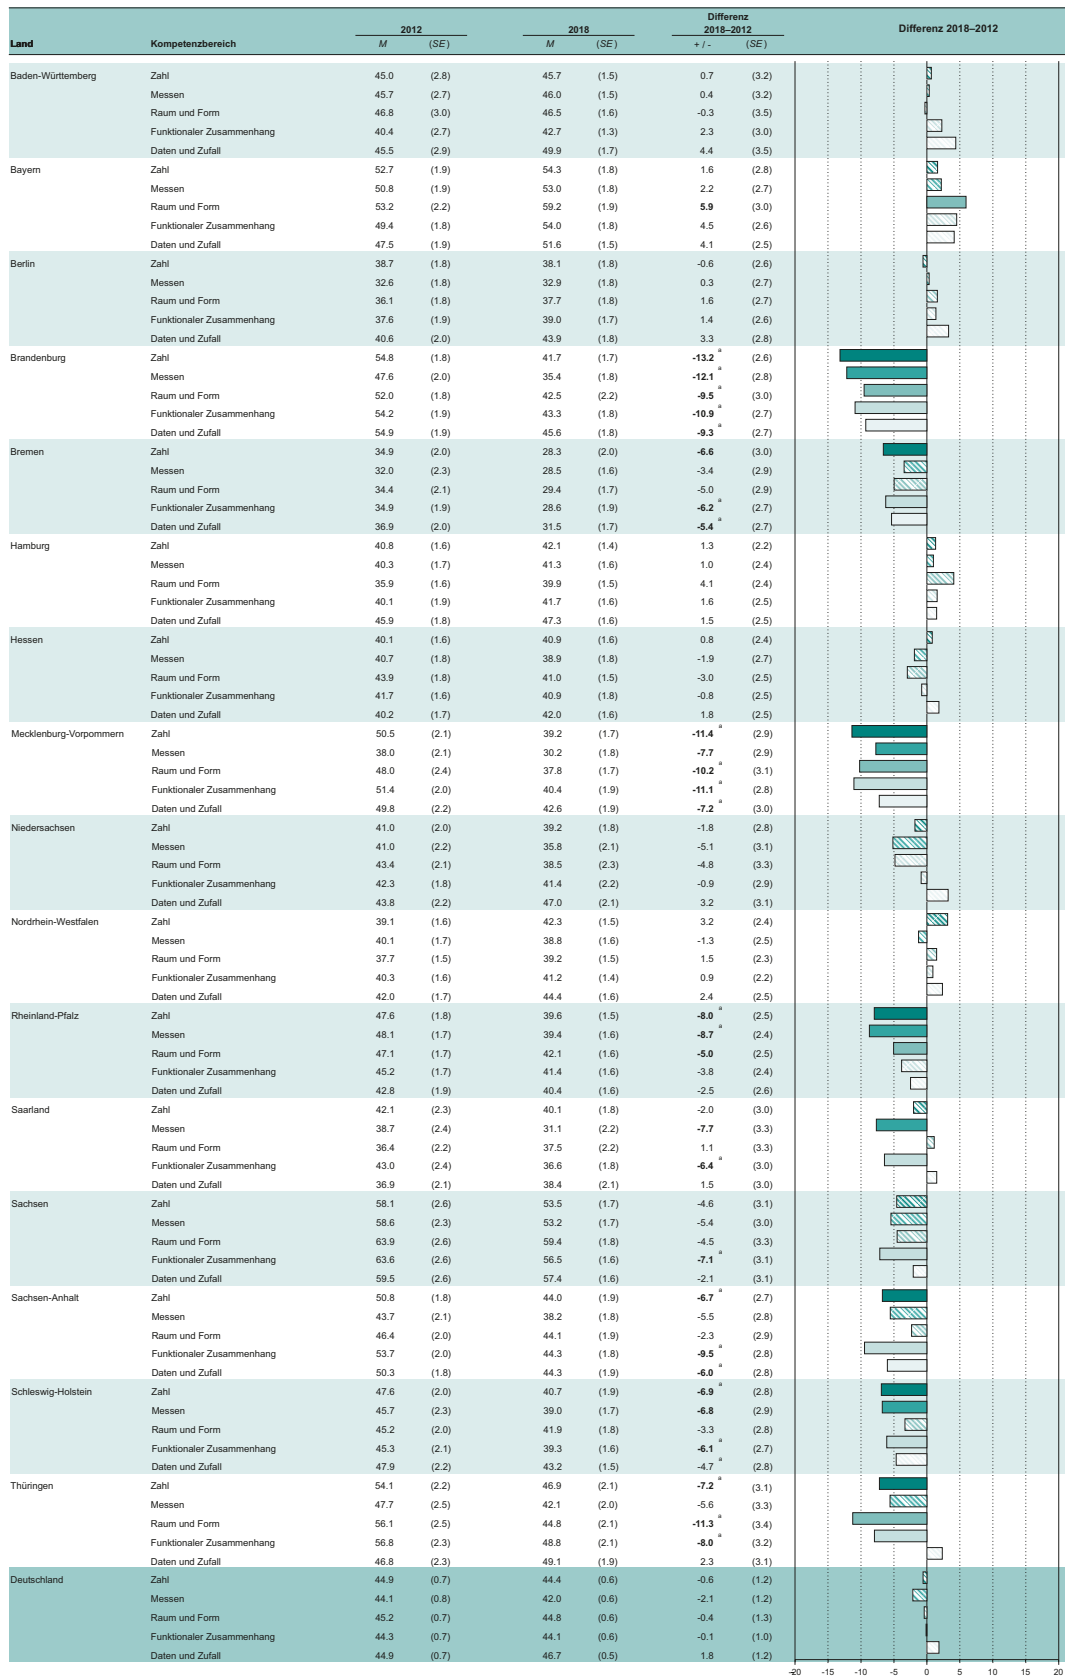 Differenz
2012 2018 2018–2012 Differenz 2018–2012
Land Kompetenzbereich M (SE) M (SE) + / - (SE)
Baden-Württemberg Zahl 45.0 (2.8) 45.7 (1.5) 0.7 (3.2)
Messen 45.7 (2.7) 46.0 (1.5) 0.4 (3.2)
Raum und Form 46.8 (3.0) 46.5 (1.6) -0.3 (3.5)
Funktionaler Zusammenhang 40.4 (2.7) 42.7 (1.3) 2.3 (3.0)
Daten und Zufall 45.5 (2.9) 49.9 (1.7) 4.4 (3.5)
Bayern Zahl 52.7 (1.9) 54.3 (1.8) 1.6 (2.8)
Messen 50.8 (1.9) 53.0 (1.8) 2.2 (2.7)
Raum und Form 53.2 (2.2) 59.2 (1.9) 5.9 (3.0)
Funktionaler Zusammenhang 49.4 (1.8) 54.0 (1.8) 4.5 (2.6)
Daten und Zufall 47.5 (1.9) 51.6 (1.5) 4.1 (2.5)
Berlin Zahl 38.7 (1.8) 38.1 (1.8) -0.6 (2.6)
Messen 32.6 (1.8) 32.9 (1.8) 0.3 (2.7)
Raum und Form 36.1 (1.8) 37.7 (1.8) 1.6 (2.7)
Funktionaler Zusammenhang 37.6 (1.9) 39.0 (1.7) 1.4 (2.6)
Daten und Zufall 40.6 (2.0) 43.9 (1.8) 3.3 (2.8)
Brandenburg Zahl 54.8 (1.8) 41.7 (1.7) -13.2 a (2.6)
Messen 47.6 (2.0) 35.4 (1.8) -12.1 a (2.8)
Raum und Form 52.0 (1.8) 42.5 (2.2) -9.5 a (3.0)
Funktionaler Zusammenhang 54.2 (1.9) 43.3 (1.8) -10.9 a (2.7)
Daten und Zufall 54.9 (1.9) 45.6 (1.8) -9.3 a (2.7)
Bremen Zahl 34.9 (2.0) 28.3 (2.0) -6.6 (3.0)
Messen 32.0 (2.3) 28.5 (1.6) -3.4 (2.9)
Raum und Form 34.4 (2.1) 29.4 (1.7) -5.0 (2.9)
Funktionaler Zusammenhang 34.9 (1.9) 28.6 (1.9) -6.2 a (2.7)
Daten und Zufall 36.9 (2.0) 31.5 (1.7) -5.4 a (2.7)
Hamburg Zahl 40.8 (1.6) 42.1 (1.4) 1.3 (2.2)
Messen 40.3 (1.7) 41.3 (1.6) 1.0 (2.4)
Raum und Form 35.9 (1.6) 39.9 (1.5) 4.1 (2.4)
Funktionaler Zusammenhang 40.1 (1.9) 41.7 (1.6) 1.6 (2.5)
Daten und Zufall 45.9 (1.8) 47.3 (1.6) 1.5 (2.5)
Hessen Zahl 40.1 (1.6) 40.9 (1.6) 0.8 (2.4)
Messen 40.7 (1.8) 38.9 (1.8) -1.9 (2.7)
Raum und Form 43.9 (1.8) 41.0 (1.5) -3.0 (2.5)
Funktionaler Zusammenhang 41.7 (1.6) 40.9 (1.8) -0.8 (2.5)
Daten und Zufall 40.2 (1.7) 42.0 (1.6) 1.8 (2.5)
Mecklenburg-Vorpommern Zahl 50.5 (2.1) 39.2 (1.7) -11.4 a (2.9)
Messen 38.0 (2.1) 30.2 (1.8) -7.7 a (2.9)
Raum und Form 48.0 (2.4) 37.8 (1.7) -10.2 a (3.1)
Funktionaler Zusammenhang 51.4 (2.0) 40.4 (1.9) -11.1 a (2.8)
Daten und Zufall 49.8 (2.2) 42.6 (1.9) -7.2 a (3.0)
Niedersachsen Zahl 41.0 (2.0) 39.2 (1.8) -1.8 (2.8)
Messen 41.0 (2.2) 35.8 (2.1) -5.1 (3.1)
Raum und Form 43.4 (2.1) 38.5 (2.3) -4.8 (3.3)
Funktionaler Zusammenhang 42.3 (1.8) 41.4 (2.2) -0.9 (2.9)
Daten und Zufall 43.8 (2.2) 47.0 (2.1) 3.2 (3.1)
Nordrhein-Westfalen Zahl 39.1 (1.6) 42.3 (1.5) 3.2 (2.4)
Messen 40.1 (1.7) 38.8 (1.6) -1.3 (2.5)
Raum und Form 37.7 (1.5) 39.2 (1.5) 1.5 (2.3)
Funktionaler Zusammenhang 40.3 (1.6) 41.2 (1.4) 0.9 (2.2)
Daten und Zufall 42.0 (1.7) 44.4 (1.6) 2.4 (2.5)
Rheinland-Pfalz Zahl 47.6 (1.8) 39.6 (1.5) -8.0 a (2.5)
Messen 48.1 (1.7) 39.4 (1.6) -8.7 a (2.4)
Raum und Form 47.1 (1.7) 42.1 (1.6) -5.0 (2.5)
Funktionaler Zusammenhang 45.2 (1.7) 41.4 (1.6) -3.8 (2.4)
Daten und Zufall 42.8 (1.9) 40.4 (1.6) -2.5 (2.6)
Saarland Zahl 42.1 (2.3) 40.1 (1.8) -2.0 (3.0)
Messen 38.7 (2.4) 31.1 (2.2) -7.7 (3.3)
Raum und Form 36.4 (2.2) 37.5 (2.2) 1.1 (3.3)
Funktionaler Zusammenhang 43.0 (2.4) 36.6 (1.8) -6.4 a (3.0)
Daten und Zufall 36.9 (2.1) 38.4 (2.1) 1.5 (3.0)
Sachsen Zahl 58.1 (2.6) 53.5 (1.7) -4.6 (3.1)
Messen 58.6 (2.3) 53.2 (1.7) -5.4 (3.0)
Raum und Form 63.9 (2.6) 59.4 (1.8) -4.5 (3.3)
Funktionaler Zusammenhang 63.6 (2.6) 56.5 (1.6) -7.1 a (3.1)
Daten und Zufall 59.5 (2.6) 57.4 (1.6) -2.1 (3.1)
Sachsen-Anhalt Zahl 50.8 (1.8) 44.0 (1.9) -6.7 a (2.7)
Messen 43.7 (2.1) 38.2 (1.8) -5.5 (2.8)
Raum und Form 46.4 (2.0) 44.1 (1.9) -2.3 (2.9)
Funktionaler Zusammenhang 53.7 (2.0) 44.3 (1.8) -9.5 a (2.8)
Daten und Zufall 50.3 (1.8) 44.3 (1.9) -6.0 a (2.8)
Schleswig-Holstein Zahl 47.6 (2.0) 40.7 (1.9) -6.9 a (2.8)
Messen 45.7 (2.3) 39.0 (1.7) -6.8 a (2.9)
Raum und Form 45.2 (2.0) 41.9 (1.8) -3.3 (2.8)
Funktionaler Zusammenhang 45.3 (2.1) 39.3 (1.6) -6.1 a (2.7)
Daten und Zufall 47.9 (2.2) 43.2 (1.5) -4.7 a (2.8)
Thüringen Zahl 54.1 (2.2) 46.9 (2.1) -7.2 a (3.1)
Messen 47.7 (2.5) 42.1 (2.0) -5.6 (3.3)
Raum und Form 56.1 (2.5) 44.8 (2.1) -11.3 a (3.4)
Funktionaler Zusammenhang 56.8 (2.3) 48.8 (2.1) -8.0 a (3.2)
Daten und Zufall 46.8 (2.3) 49.1 (1.9) 2.3 (3.1)
Deutschland Zahl 44.9 (0.7) 44.4 (0.6) -0.6 (1.2)
Messen 44.1 (0.8) 42.0 (0.6) -2.1 (1.2)
Raum und Form 45.2 (0.7) 44.8 (0.6) -0.4 (1.3)
Funktionaler Zusammenhang 44.3 (0.7) 44.1 (0.6) -0.1 (1.0)
Daten und Zufall 44.9 (0.7) 46.7 (0.5) 1.8 (1.2)
-20 -15 -10 -5 0 5 10 15 20